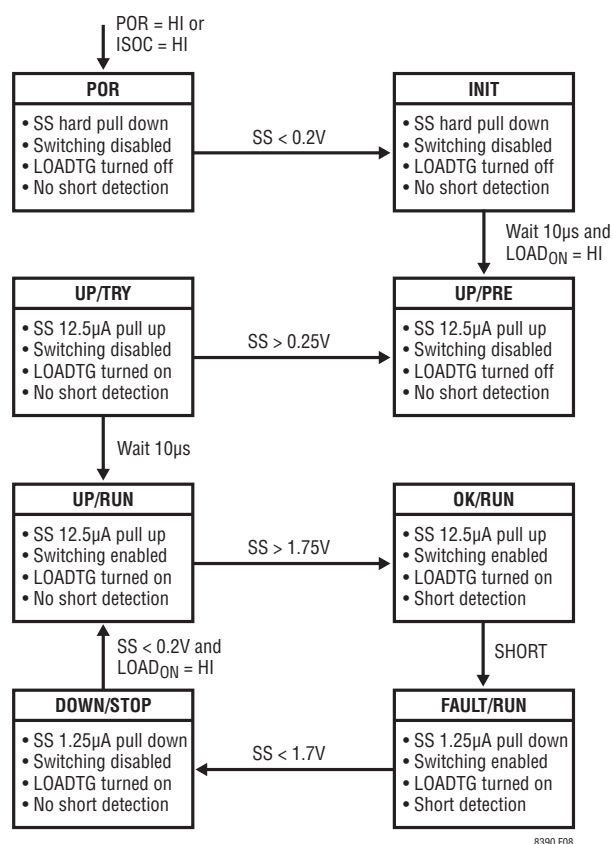 POR = HI or
ISOC = HI
POR
• SS hard pull down
• Switching disabled
• LOADTG turned off
• No short detection
SS < 0.2V
INIT
• SS hard pull down
• Switching disabled
• LOADTG turned off
• No short detection
Wait 10µs and
LOADON = HI
UP/TRY
• SS 12.5µA pull up
• Switching disabled
• LOADTG turned on
• No short detection
SS > 0.25V
UP/PRE
• SS 12.5µA pull up
• Switching disabled
• LOADTG turned off
• No short detection
Wait 10µs
UP/RUN
• SS 12.5µA pull up
• Switching enabled
• LOADTG turned on
• No short detection
SS > 1.75V
OK/RUN
• SS 12.5µA pull up
• Switching enabled
• LOADTG turned on
• Short detection
SS < 0.2V and
LOADON = HI
SHORT
DOWN/STOP
• SS 1.25µA pull down
• Switching disabled
• LOADTG turned on
• No short detection
SS < 1.7V
FAULT/RUN
• SS 1.25µA pull down
• Switching enabled
• LOADTG turned on
• Short detection
8390 F08